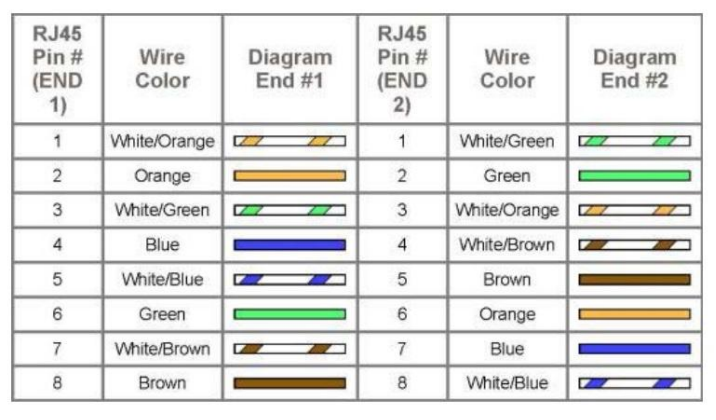 RJ45 Pin # (END 1) Wire Color Diagram End #1 RJ45 Pin # (END 2) Wire Color Diagram End #2
1 White/Orange 1 White/Green
2 Orange 2 Green
3 White/Green 3 White/Orange
4 Blue 4 White/Brown
5 White/Blue 5 Brown
6 Green 6 Orange
7 White/Brown 7 Blue
8 Brown 8 White/Blue